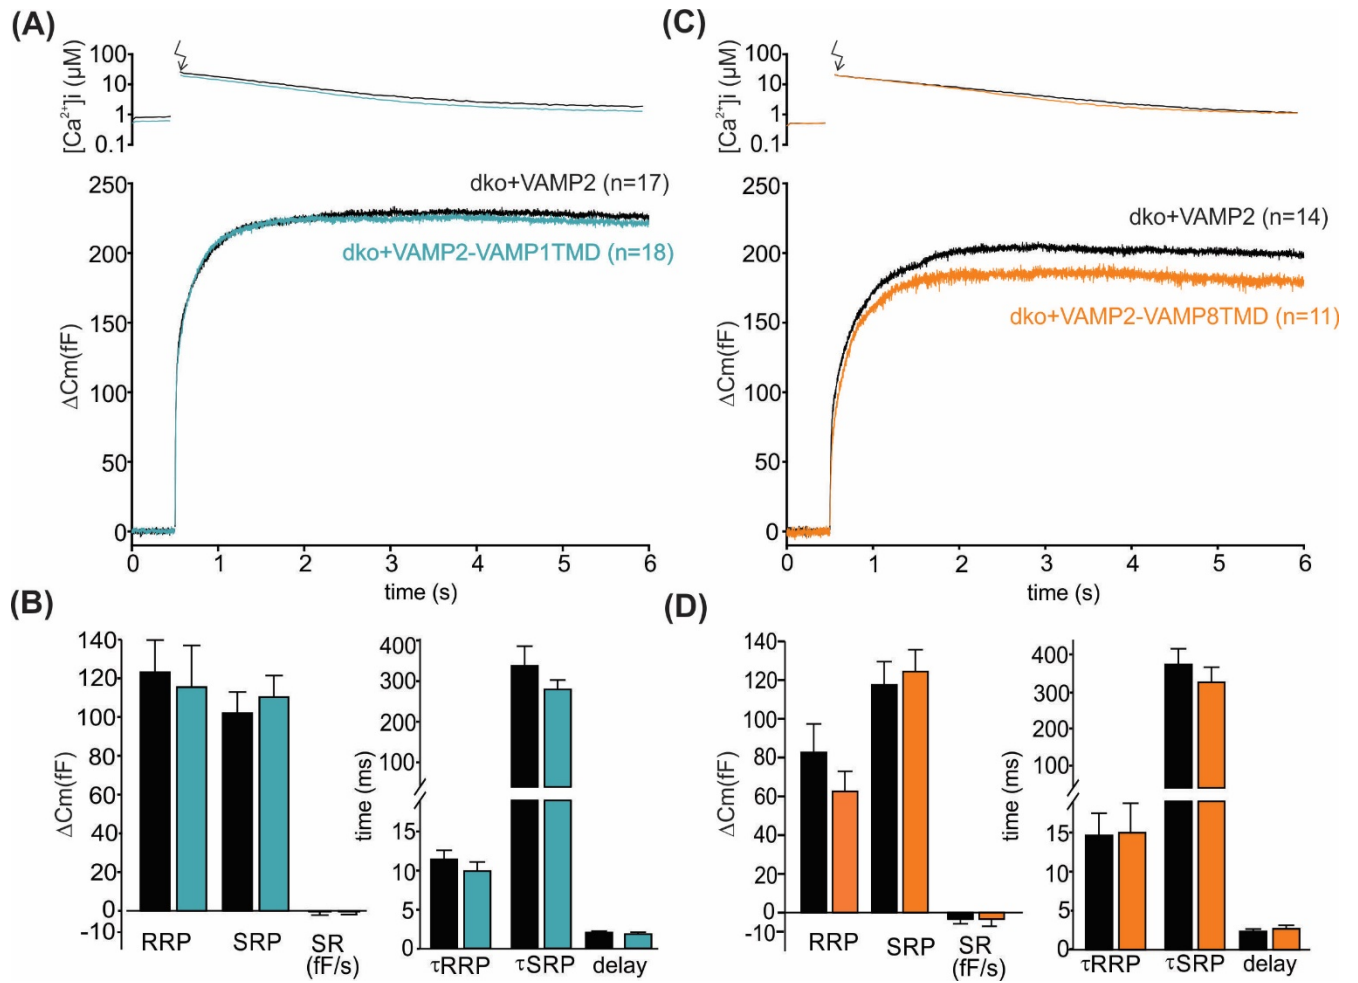 (A)
[Ca²⁺]i (µM)
100
10
1
0.1
250
200
150
100
50
0
ΔCm(fF)
dko+VAMP2 (n=17)
dko+VAMP2-VAMP1TMD (n=18)
0 1 2 3 4 5 6
time (s)
(C)
[Ca²⁺]i (µM)
100
10
1
0.1
250
200
150
100
50
0
ΔCm(fF)
dko+VAMP2 (n=14)
dko+VAMP2-VAMP8TMD (n=11)
0 1 2 3 4 5 6
time (s)
(B)
ΔCm(fF)
140
120
100
80
60
40
20
0
-10
RRP SRP SR
(fF/s)
time (ms)
400
300
200
100
15
10
5
0
τRRP τSRP delay
(D)
ΔCm(fF)
140
120
100
80
60
40
20
0
-10
RRP SRP SR
(fF/s)
time (ms)
400
300
200
100
15
10
5
0
τRRP τSRP delay